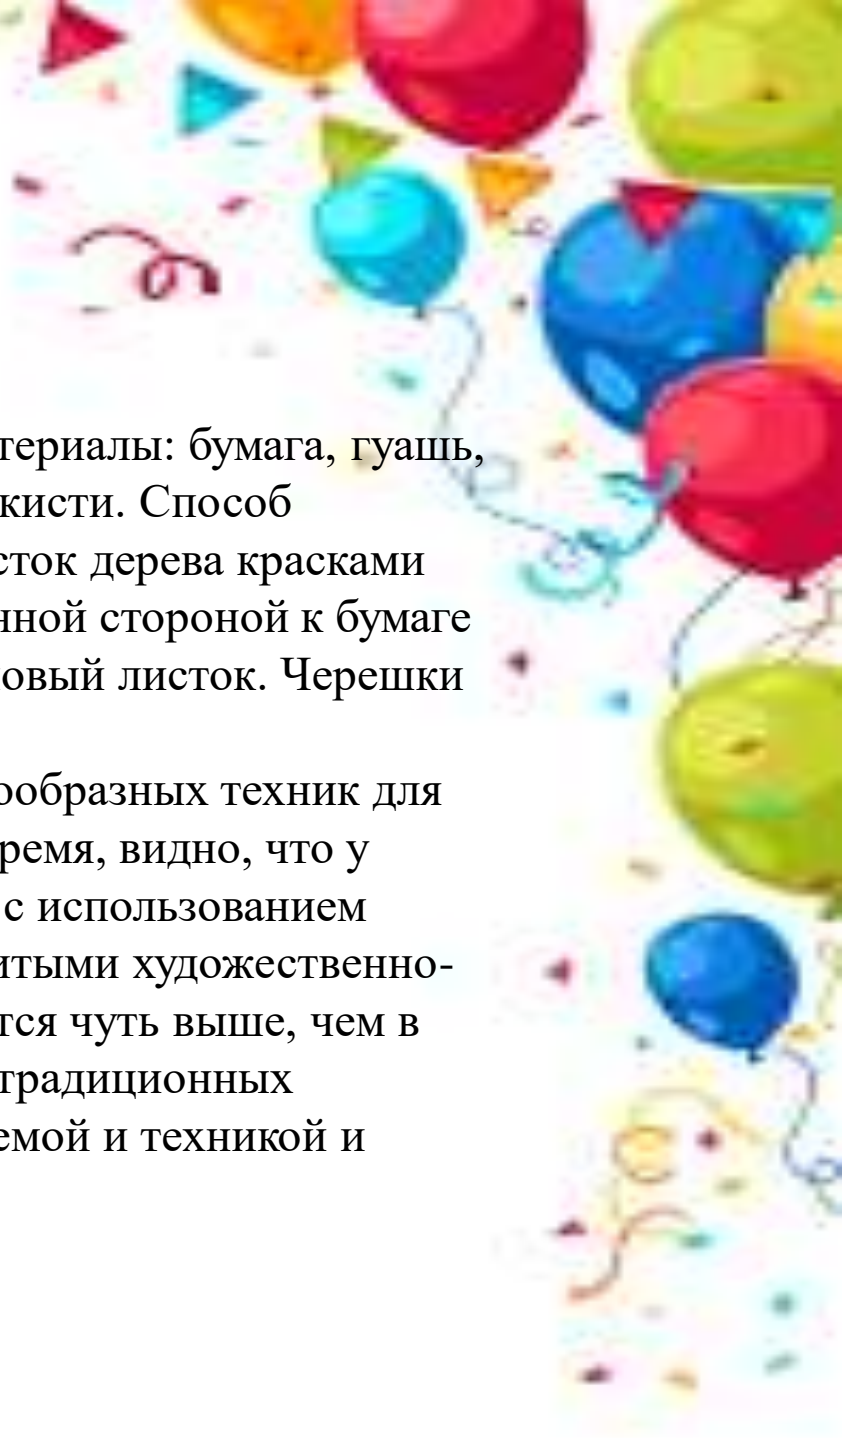 териалы: бумага, гуашь,
кисти. Способ
сток дерева красками
нной стороной к бумаге
овый листок. Черешки
ообразных техник для
ремя, видно, что у
с использованием
итыми художественно-
тся чуть выше, чем в
традиционных
емой и техникой и